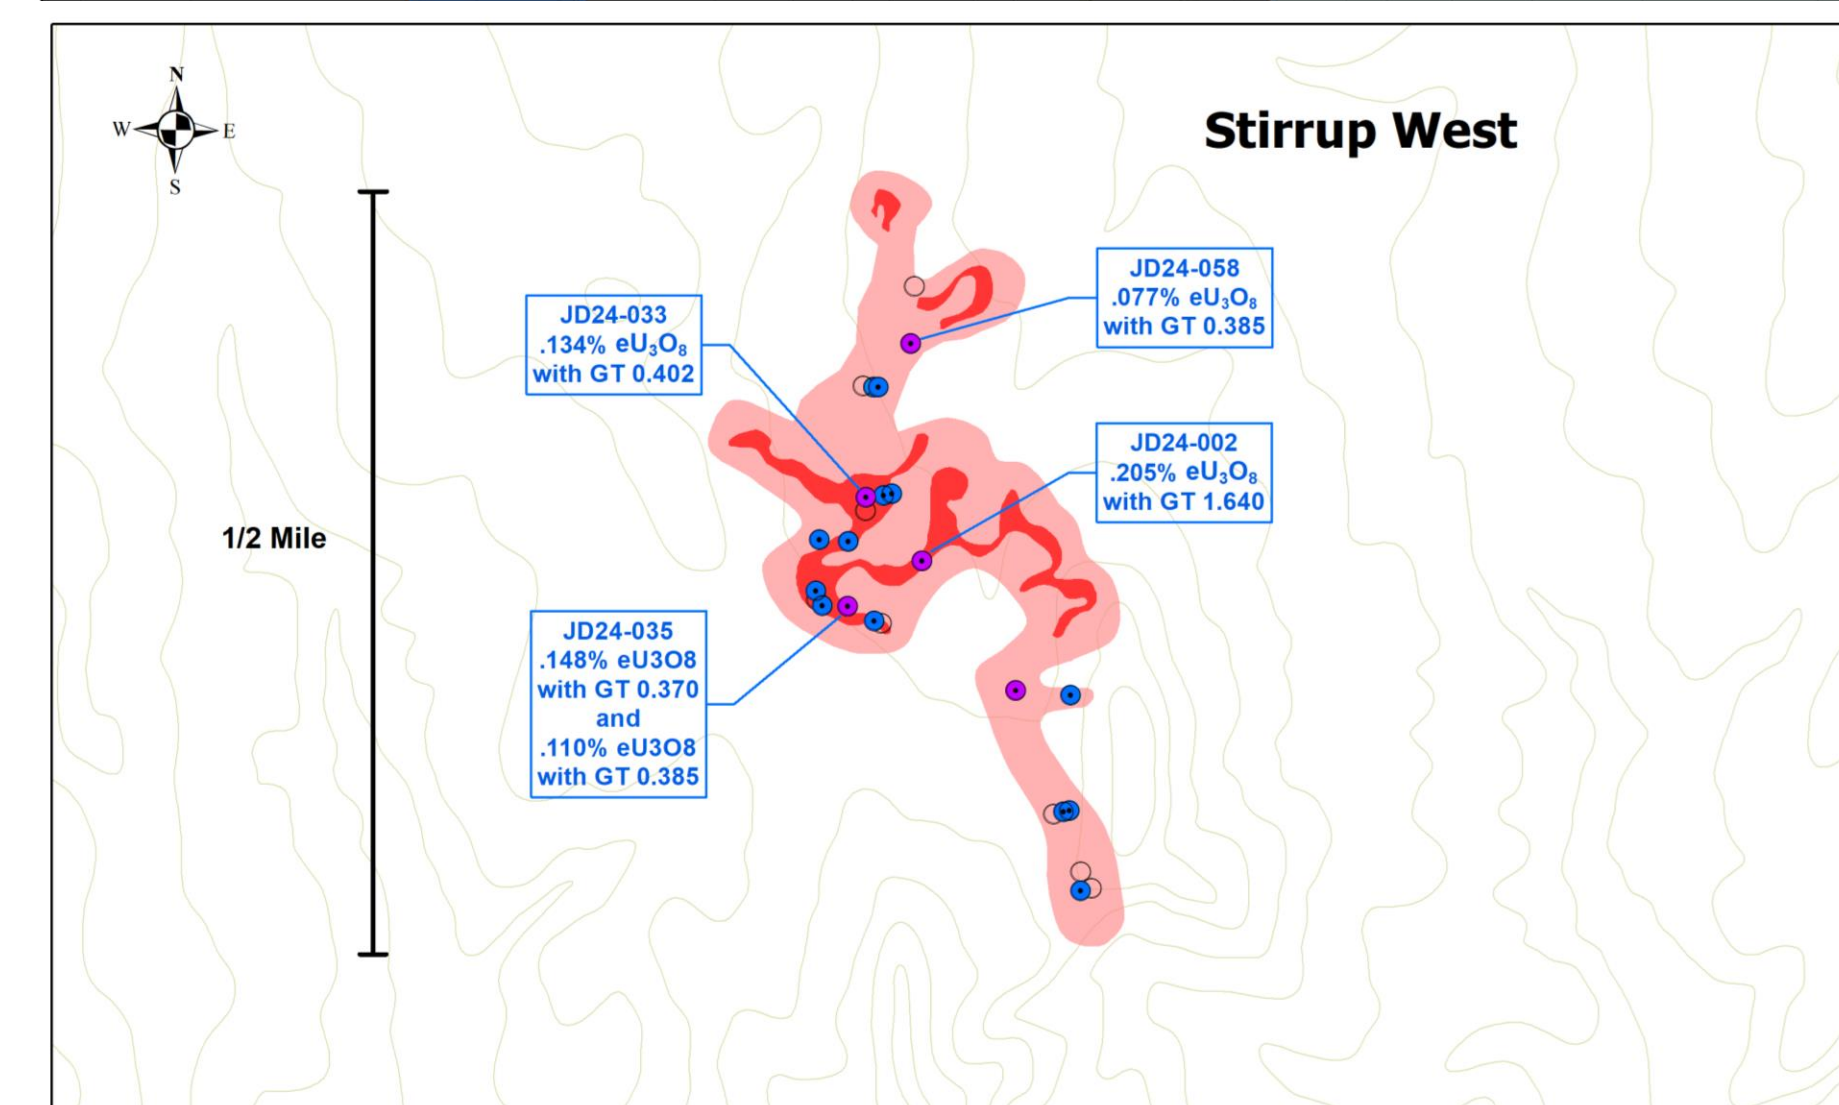 N
W E
S
Stirrup West
JD24-058
.077% eU₃O₈
with GT 0.385
JD24-033
.134% eU₃O₈
with GT 0.402
JD24-002
.205% eU₃O₈
with GT 1.640
1/2 Mile
JD24-035
.148% eU3O8
with GT 0.370
and
.110% eU3O8
with GT 0.385